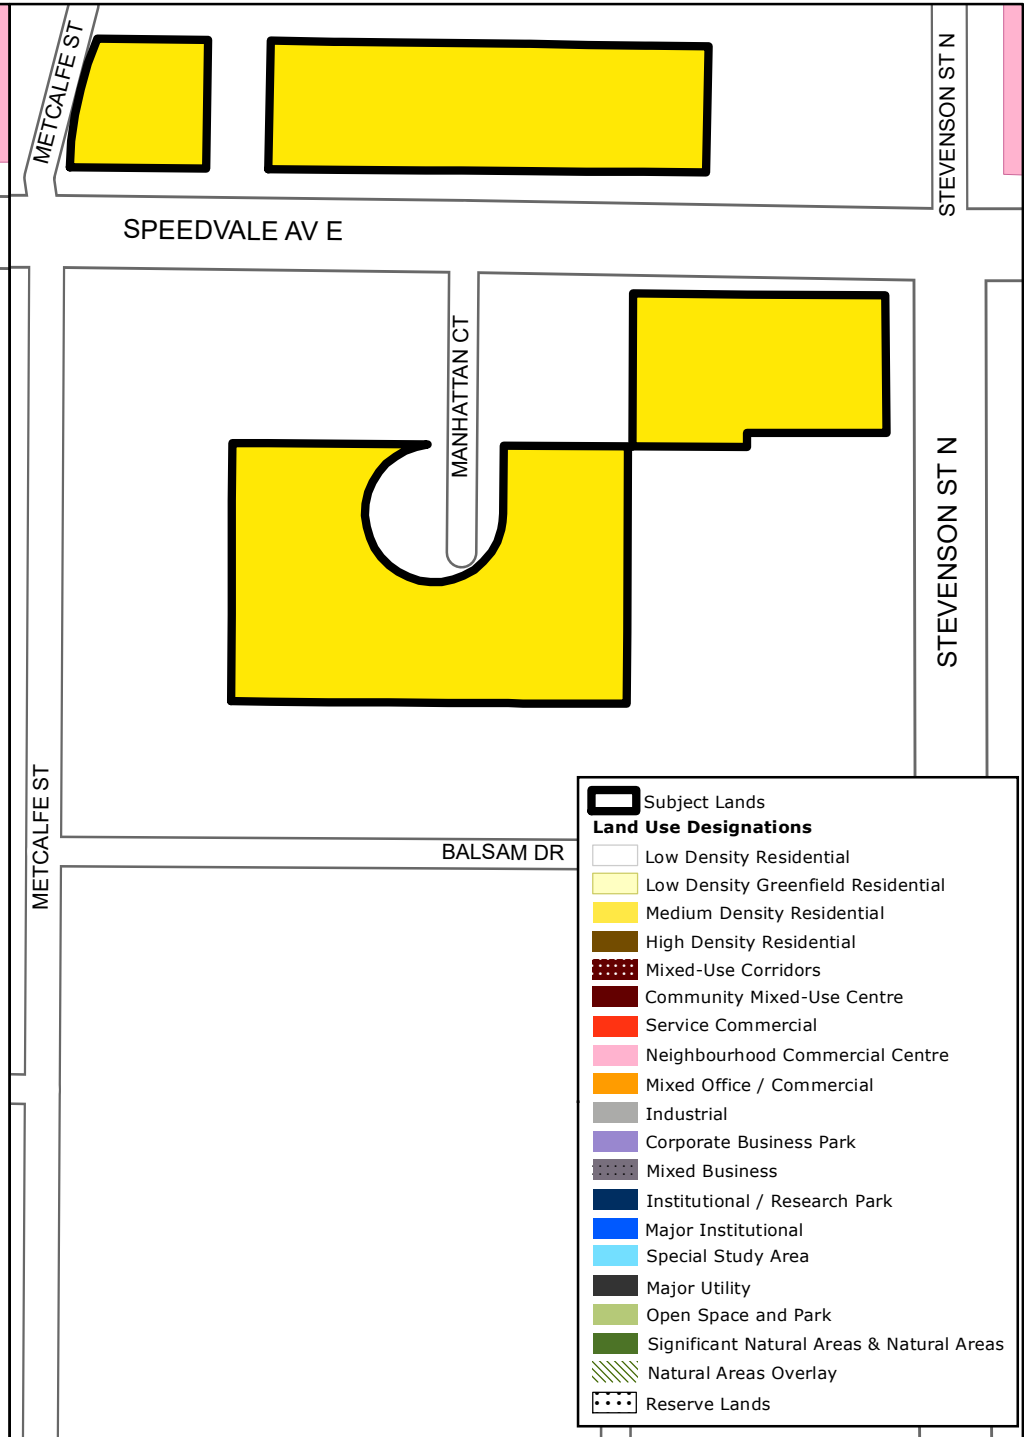 METCALFE ST
STEVENSON ST N
SPEEDVALE AV E
MANHATTAN CT
STEVENSON ST N
METCALFE ST
BALSAM DR
Subject Lands
Land Use Designations
Low Density Residential
Low Density Greenfield Residential
Medium Density Residential
High Density Residential
Mixed-Use Corridors
Community Mixed-Use Centre
Service Commercial
Neighbourhood Commercial Centre
Mixed Office / Commercial
Industrial
Corporate Business Park
Mixed Business
Institutional / Research Park
Major Institutional
Special Study Area
Major Utility
Open Space and Park
Significant Natural Areas & Natural Areas
Natural Areas Overlay
Reserve Lands